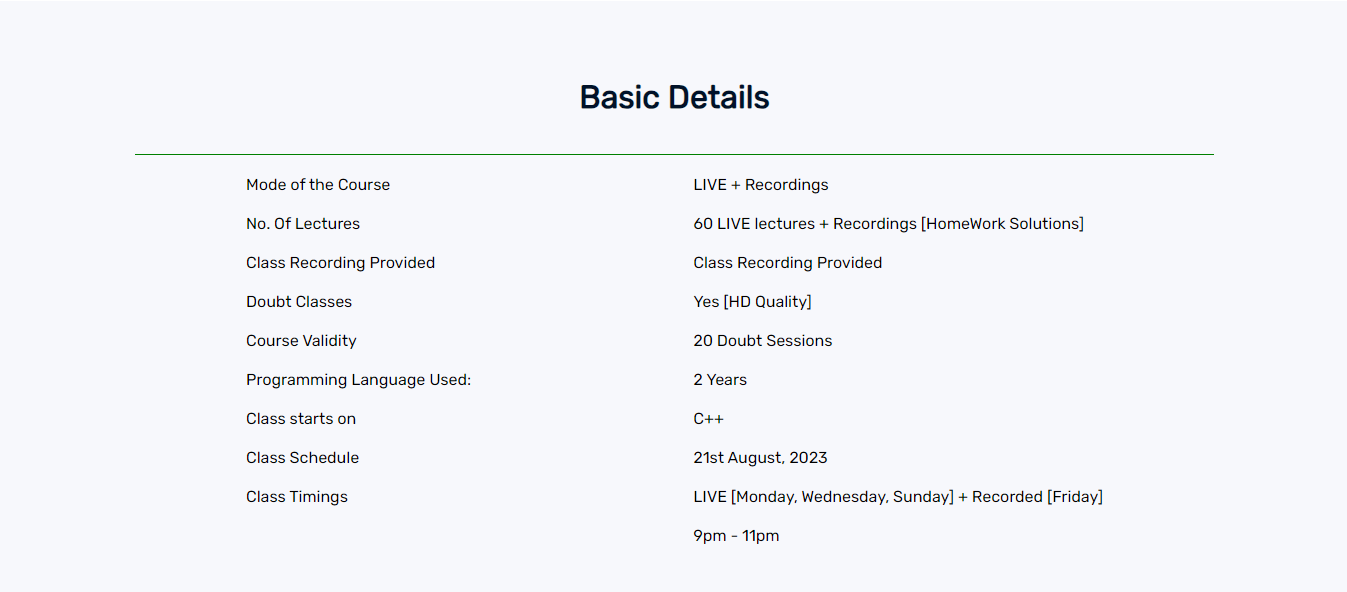 Basic Details
Mode of the Course LIVE + Recordings
No. Of Lectures 60 LIVE lectures + Recordings [HomeWork Solutions]
Class Recording Provided Class Recording Provided
Doubt Classes Yes [HD Quality]
Course Validity 20 Doubt Sessions
Programming Language Used: 2 Years
Class starts on C++
Class Schedule 21st August, 2023
Class Timings LIVE [Monday, Wednesday, Sunday] + Recorded [Friday]
9pm - 11pm